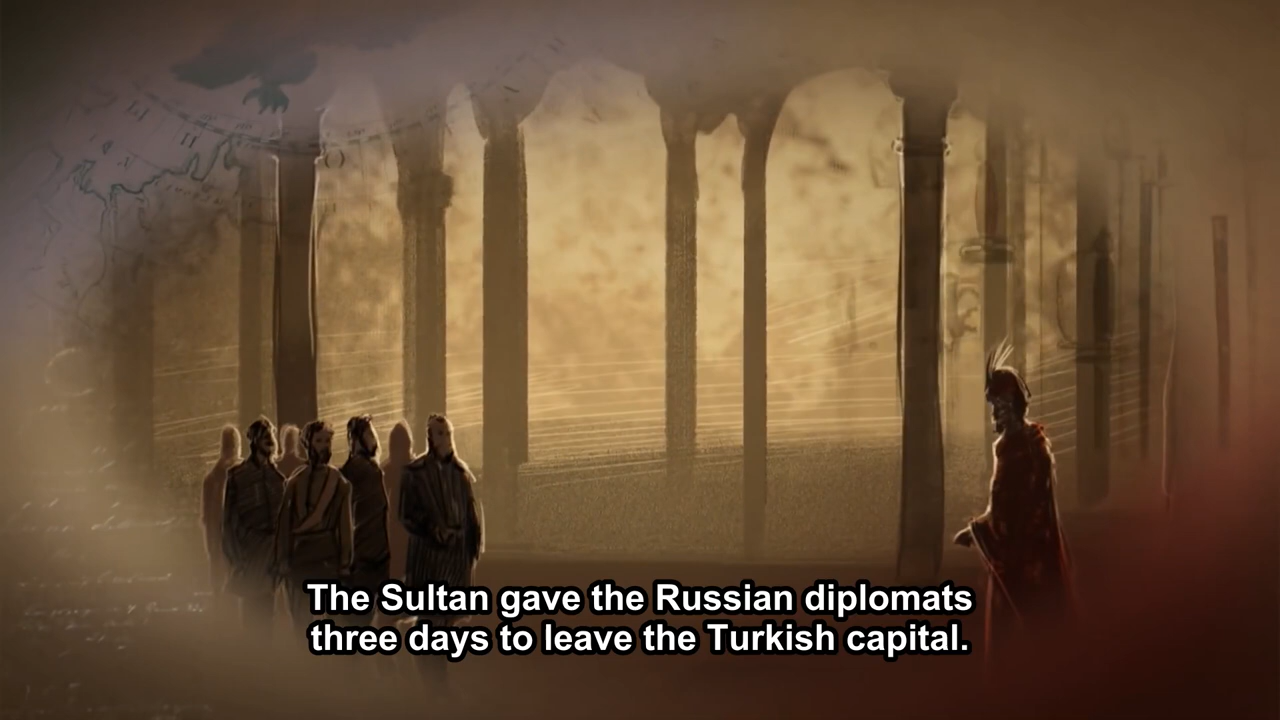 The Sultan gave the Russian diplomats
three days to leave the Turkish capital.